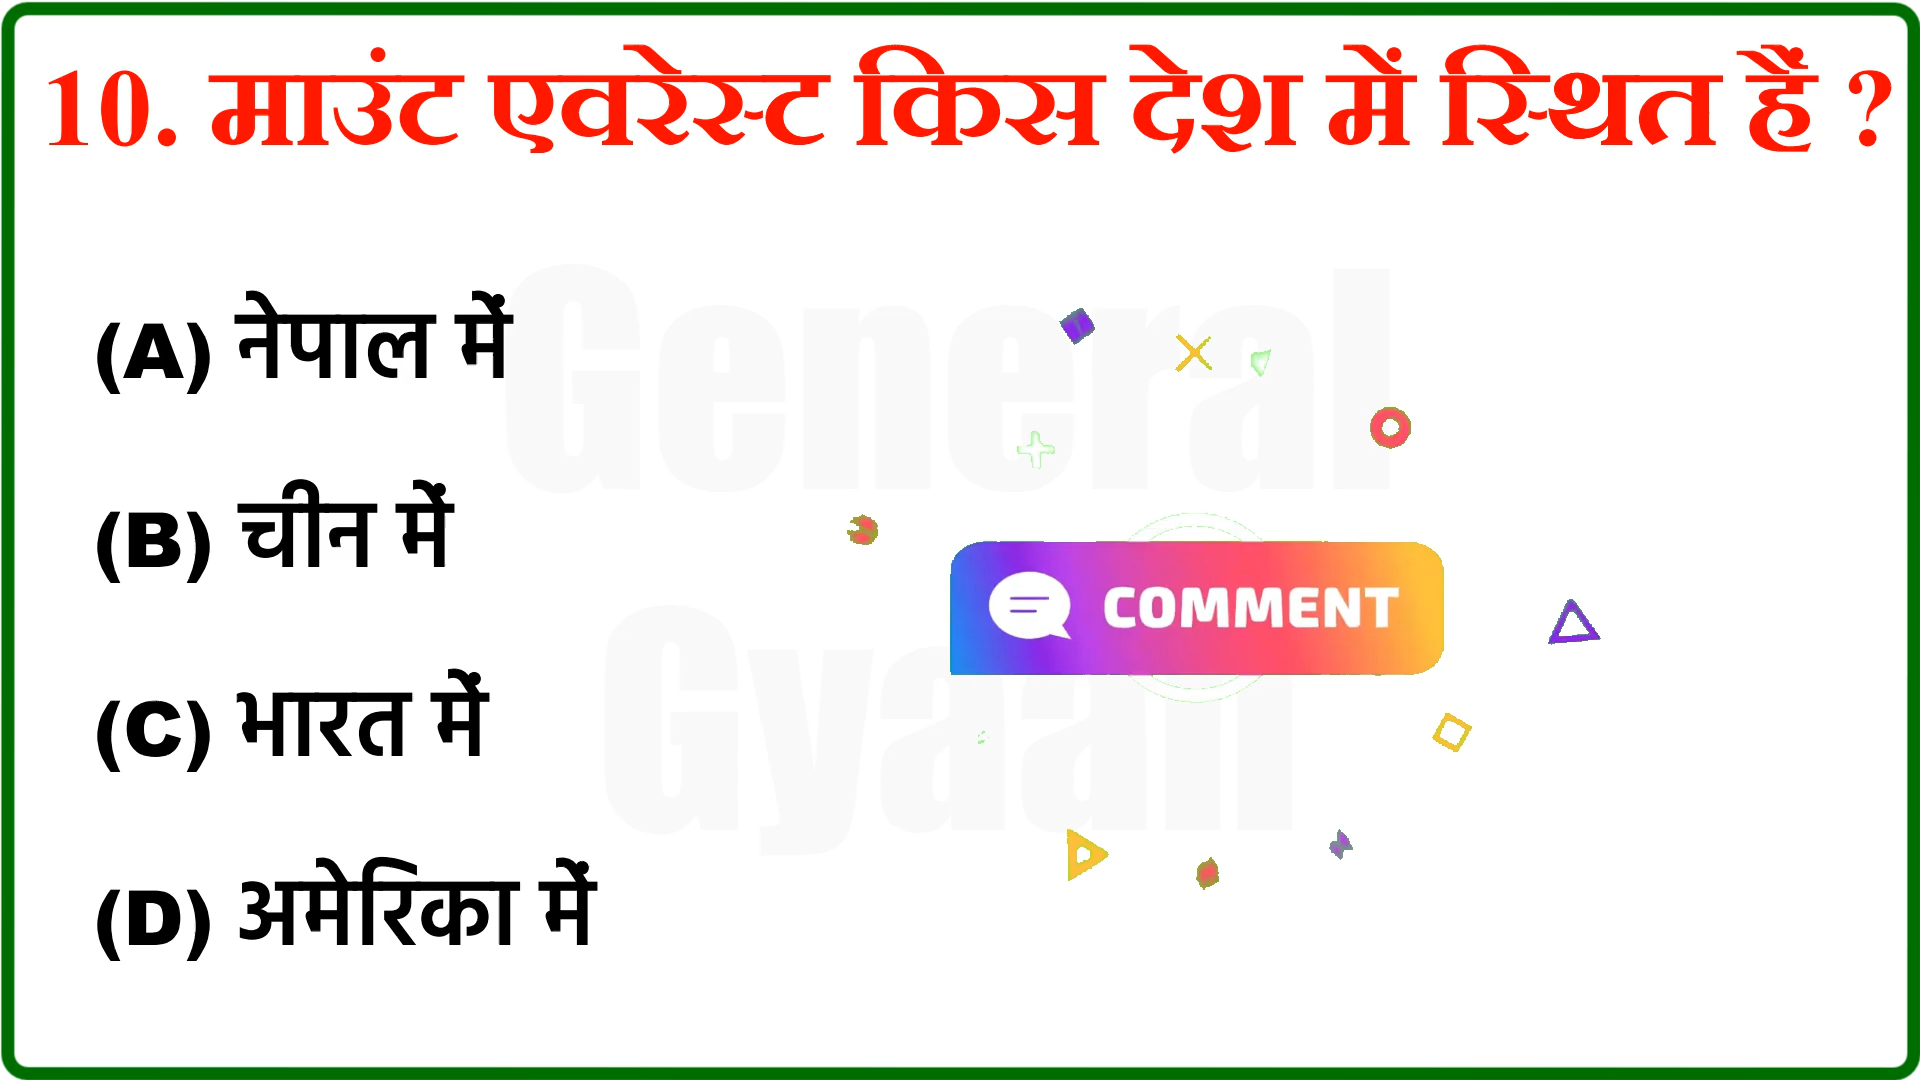 10. माउंट एवरेस्ट किस देश में स्थित हैं ?
(A) नेपाल में
(B) चीन में
(C) भारत में
(D) अमेरिका में
General
Gyaan
COMMENT